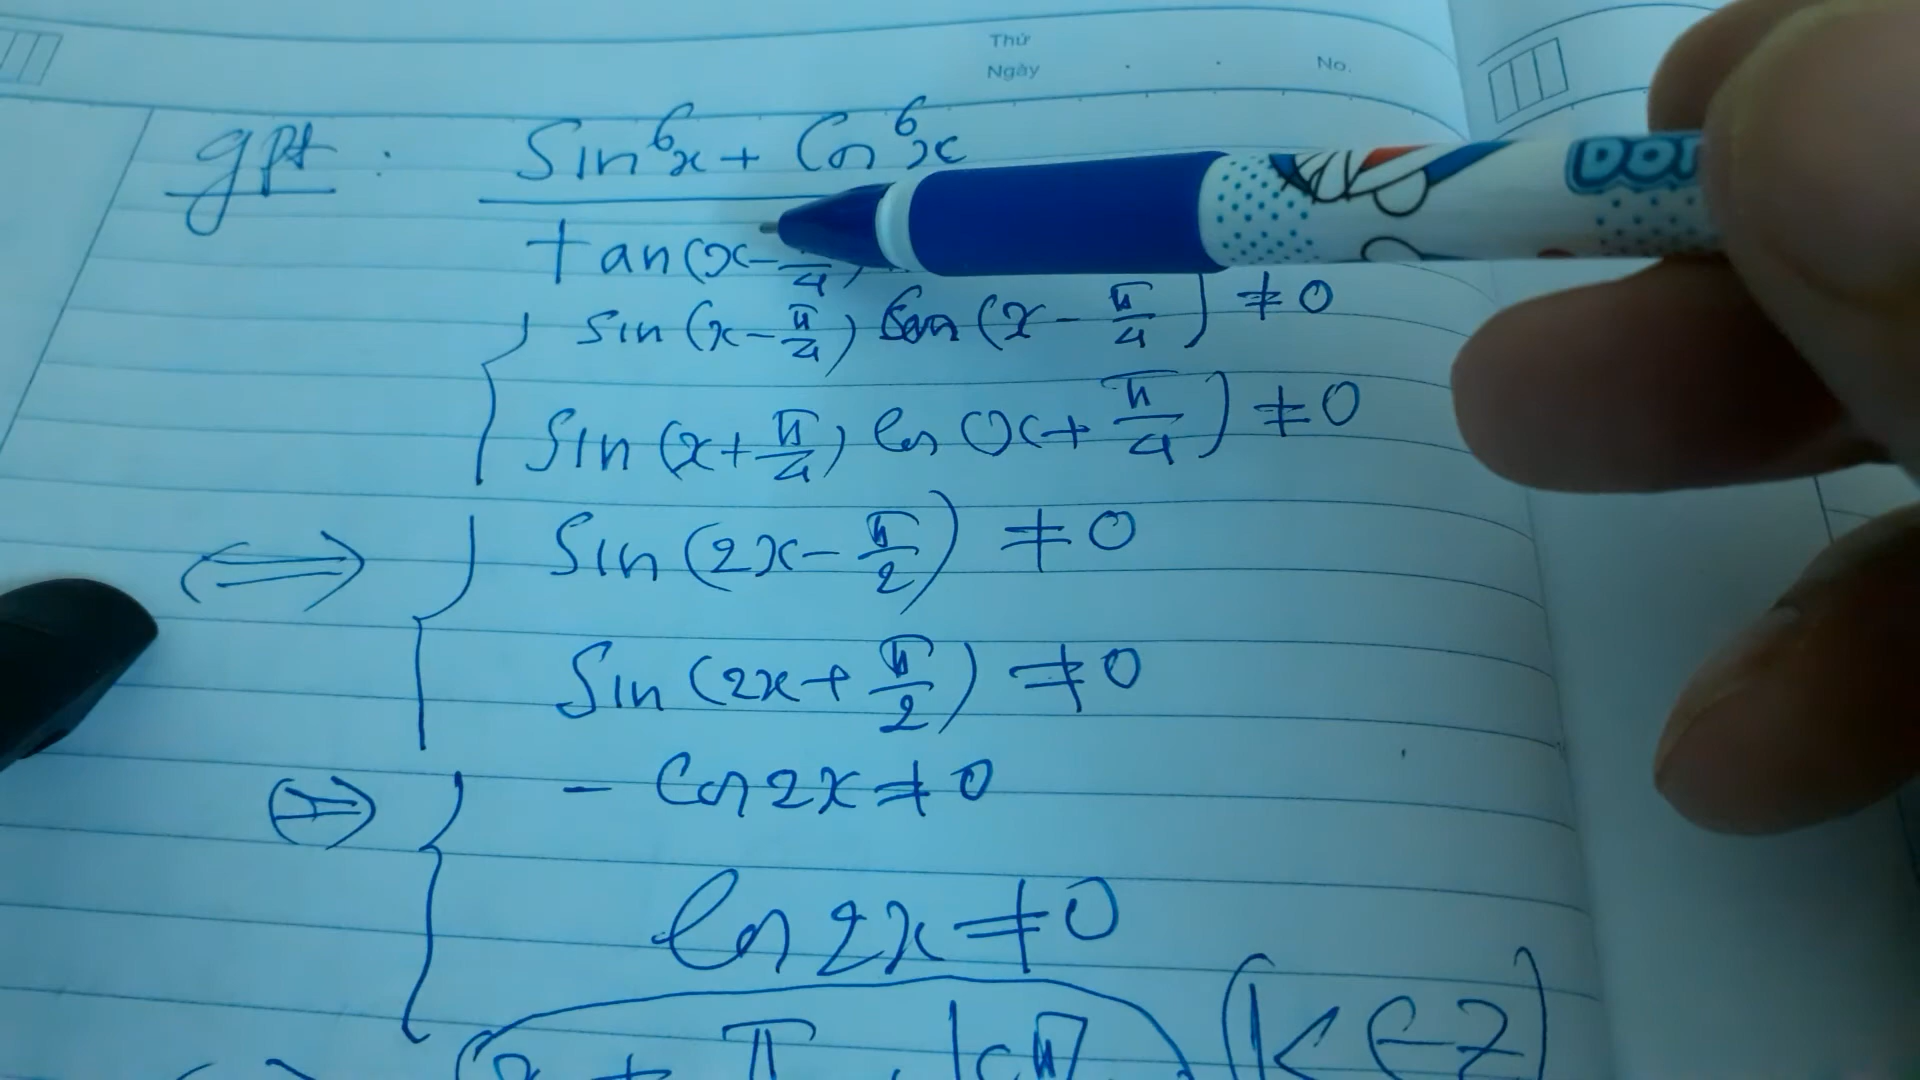 Thứ
Ngày
No.
gpt : sin⁶x + cos⁶x
tan(x-
4
sin(x-π/4) cos(x-π/4) ≠ 0
sin(x+π/4) cos(x+π/4) ≠ 0
⇔ sin(2x-π/2) ≠ 0
sin(2x+π/2) ≠ 0
⇔ - cos2x ≠ 0
cos2x ≠ 0
x ≠ π kπ (k∈Z)